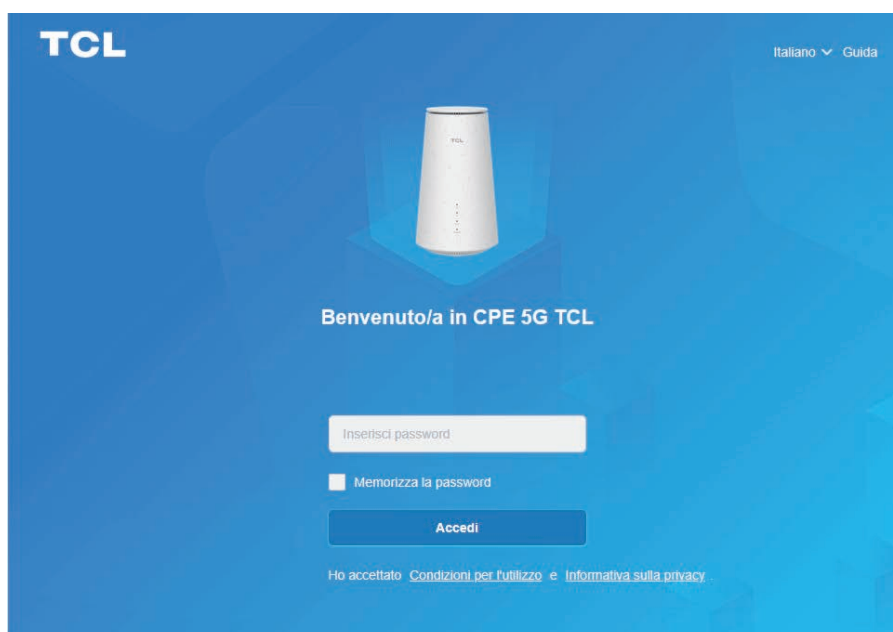 TCL
Italiano Guida
TCL
Benvenuto/a in CPE 5G TCL
Inserisci password
Memorizza la password
Accedi
Ho accettato Condizioni per l'utilizzo e Informativa sulla privacy